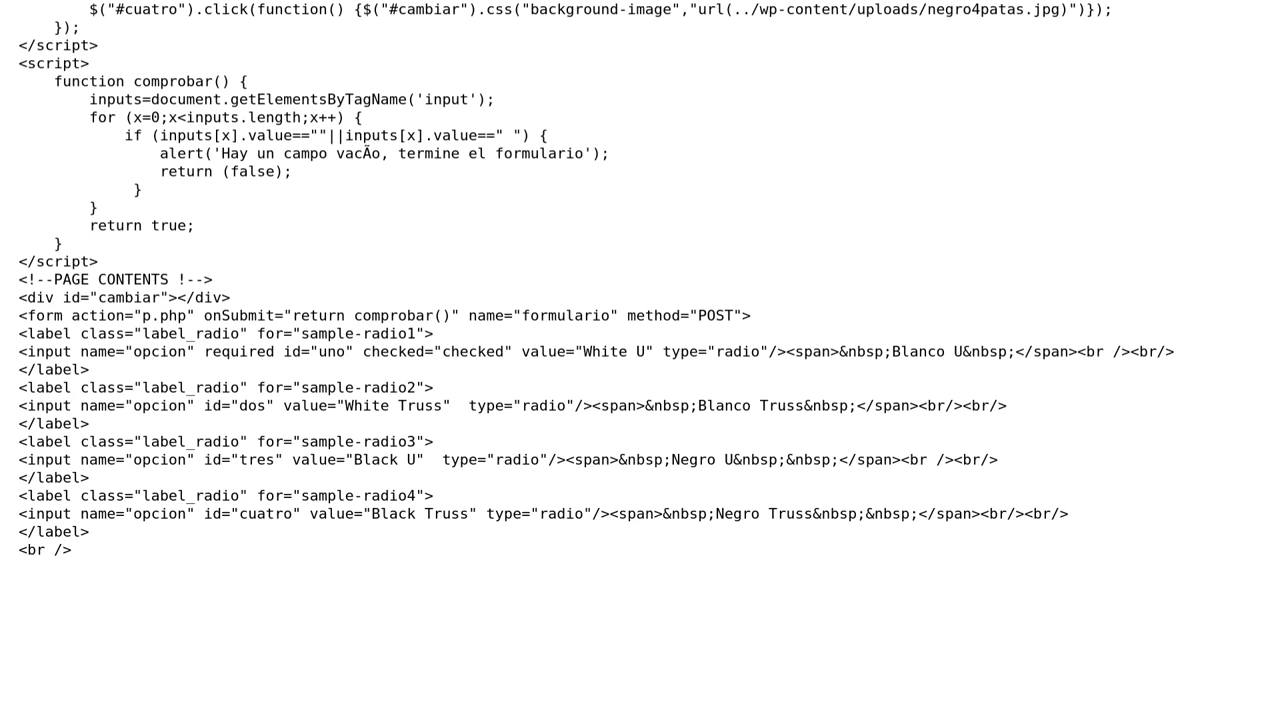 $("#cuatro").click(function() {$("#cambiar").css("background-image","url(../wp-content/uploads/negro4patas.jpg)")});
    });
</script>
<script>
    function comprobar() {
        inputs=document.getElementsByTagName('input');
        for (x=0;x<inputs.length;x++) {
            if (inputs[x].value==""||inputs[x].value==" ") {
                alert('Hay un campo vacÃo, termine el formulario');
                return (false);
             }
        }
        return true;
    }
</script>
<!--PAGE CONTENTS !-->
<div id="cambiar"></div>
<form action="p.php" onSubmit="return comprobar()" name="formulario" method="POST">
<label class="label_radio" for="sample-radio1">
<input name="opcion" required id="uno" checked="checked" value="White U" type="radio"/><span>&nbsp;Blanco U&nbsp;</span><br /><br/>
</label>
<label class="label_radio" for="sample-radio2">
<input name="opcion" id="dos" value="White Truss"  type="radio"/><span>&nbsp;Blanco Truss&nbsp;</span><br/><br/>
</label>
<label class="label_radio" for="sample-radio3">
<input name="opcion" id="tres" value="Black U"  type="radio"/><span>&nbsp;Negro U&nbsp;&nbsp;</span><br /><br/>
</label>
<label class="label_radio" for="sample-radio4">
<input name="opcion" id="cuatro" value="Black Truss" type="radio"/><span>&nbsp;Negro Truss&nbsp;&nbsp;</span><br/><br/>
</label>
<br />